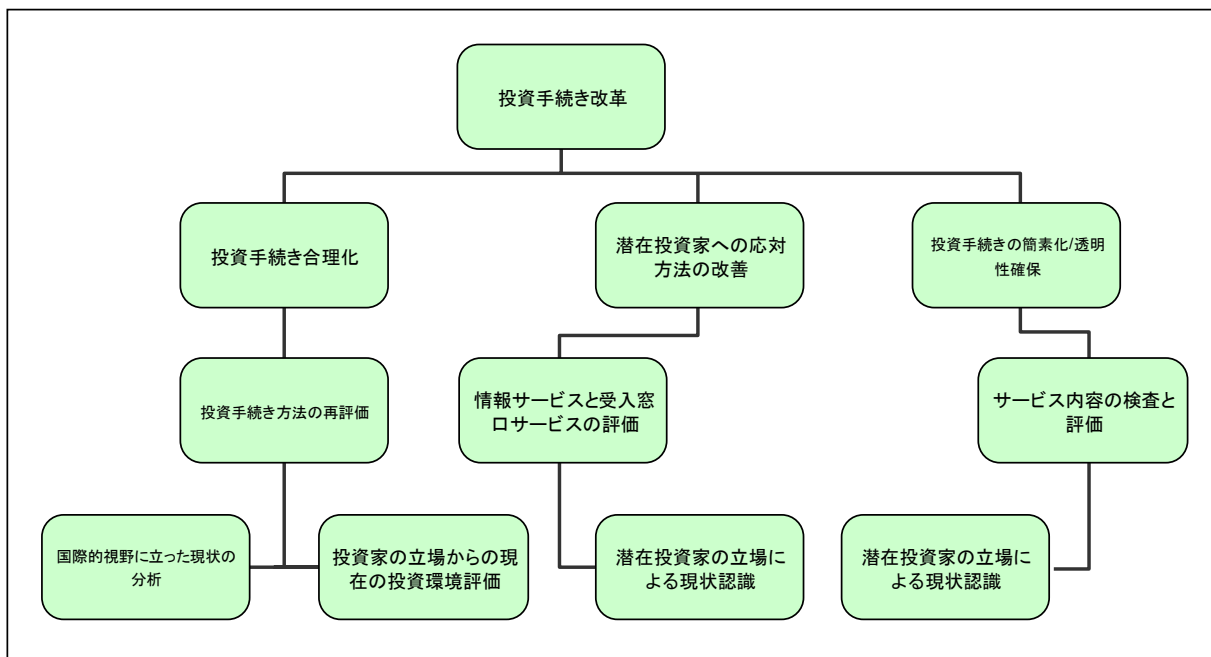 投資手続き改革
投資手続き合理化
潜在投資家への応対
方法の改善
投資手続きの簡素化/透明
性確保
投資手続き方法の再評価
情報サービスと受入窓
口サービスの評価
サービス内容の検査と
評価
国際的視野に立った現状の
分析
投資家の立場からの現
在の投資環境評価
潜在投資家の立場に
よる現状認識
潜在投資家の立場に
よる現状認識